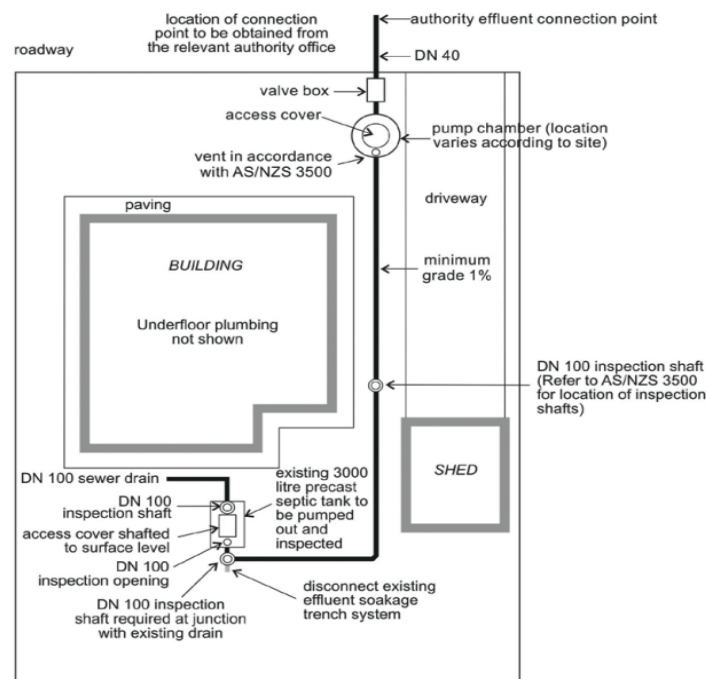 location of connection
point to be obtained from
the relevant authority office
authority effluent connection point
roadway
DN 40
valve box
access cover
pump chamber (location
varies according to site)
vent in accordance
with AS/NZS 3500
paving
driveway
BUILDING
minimum
grade 1%
Underfloor plumbing
not shown
DN 100 inspection shaft
(Refer to AS/NZS 3500
for location of inspection
shafts)
SHED
DN 100 sewer drain
existing 3000
litre precast
septic tank to
be pumped
out and
inspected
DN 100
inspection shaft
access cover shafted
to surface level
DN 100
inspection opening
DN 100 inspection
shaft required at junction
with existing drain
disconnect existing
effluent soakage
trench system